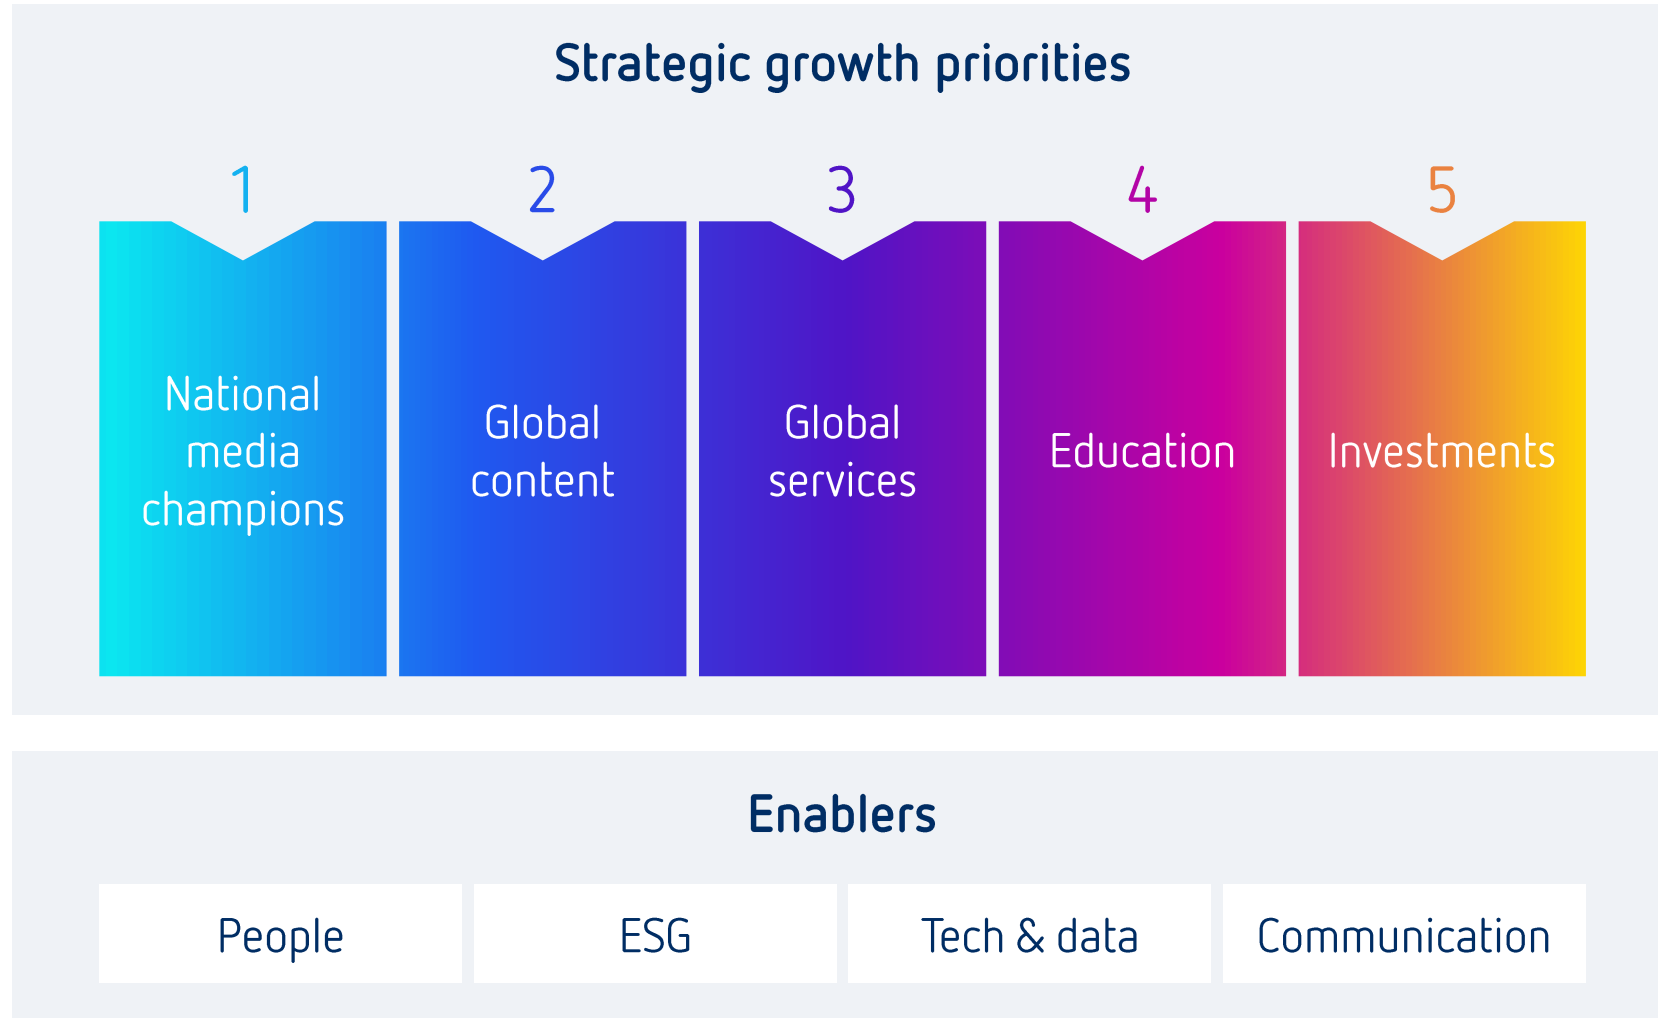 Strategic growth priorities
1
2
3
4
5
National
media
champions
Global
content
Global
services
Education
Investments
Enablers
People
ESG
Tech & data
Communication